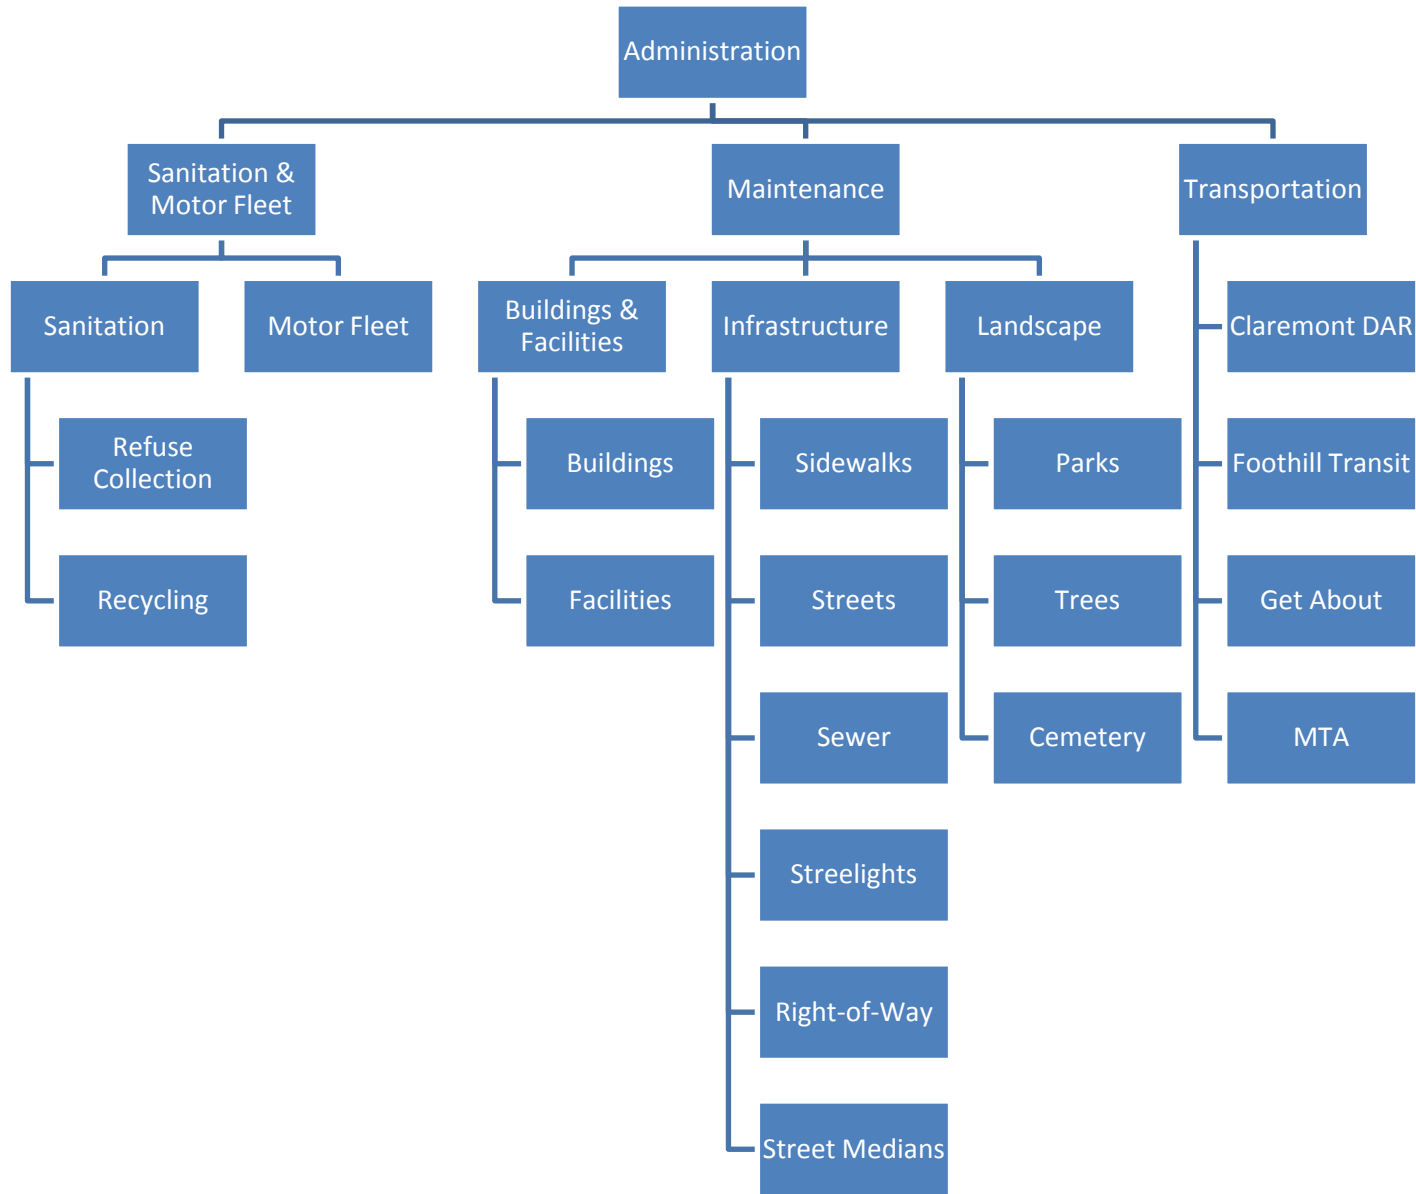 Administration
Sanitation &
Motor Fleet
Maintenance
Transportation
Sanitation
Motor Fleet
Buildings &
Facilities
Infrastructure
Landscape
Claremont DAR
Refuse
Collection
Buildings
Sidewalks
Parks
Foothill Transit
Recycling
Facilities
Streets
Trees
Get About
Sewer
Cemetery
MTA
Streelights
Right-of-Way
Street Medians